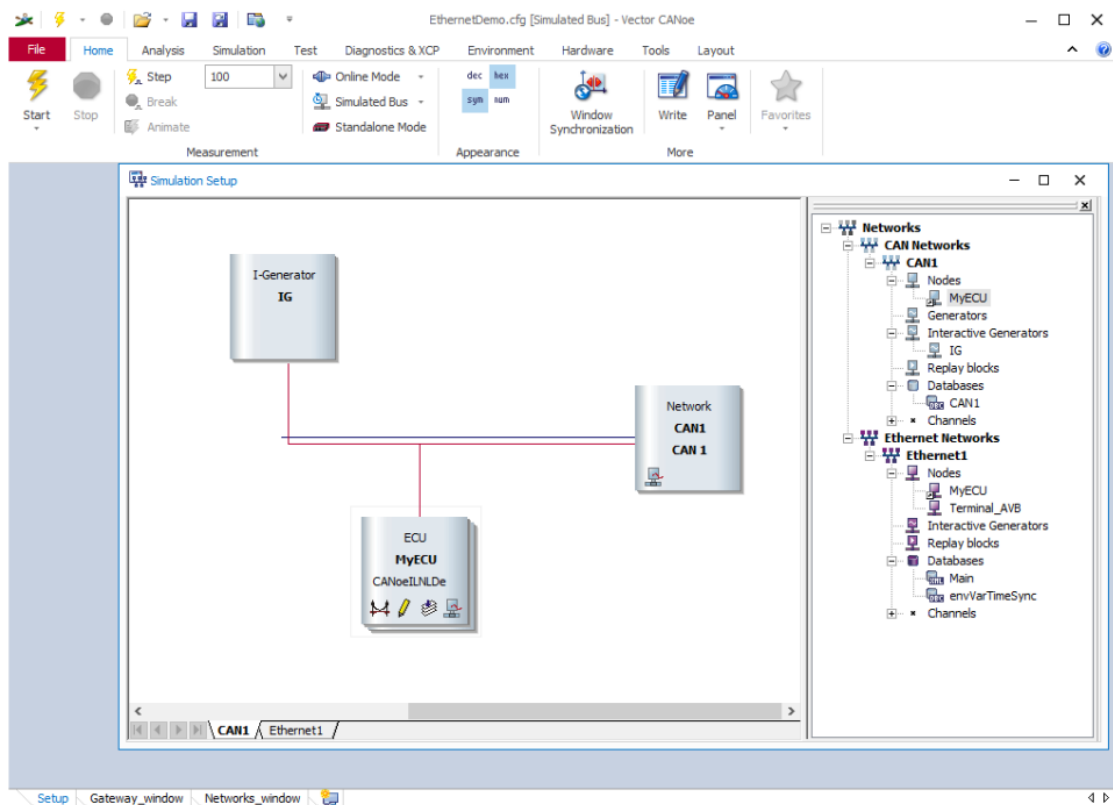 EthernetDemo.cfg [Simulated Bus] - Vector CANoe
File Home Analysis Simulation Test Diagnostics & XCP Environment Hardware Tools Layout
Start
Stop
Step 100
Break
Animate
Online Mode
Simulated Bus
Standalone Mode
Measurement
dec hex
sym num
Appearance
Window
Synchronization
Write
Panel
Favorites
More
Simulation Setup
I-Generator
IG
Network
CAN1
CAN 1
ECU
MyECU
CANoeILNLDe
CAN1 Ethernet1
Networks
CAN Networks
CAN1
Nodes
MyECU
Generators
Interactive Generators
IG
Replay blocks
Databases
CAN1
Channels
Ethernet Networks
Ethernet1
Nodes
MyECU
Terminal_AVB
Interactive Generators
Replay blocks
Databases
Main
envVarTimeSync
Channels
Setup Gateway_window Networks_window